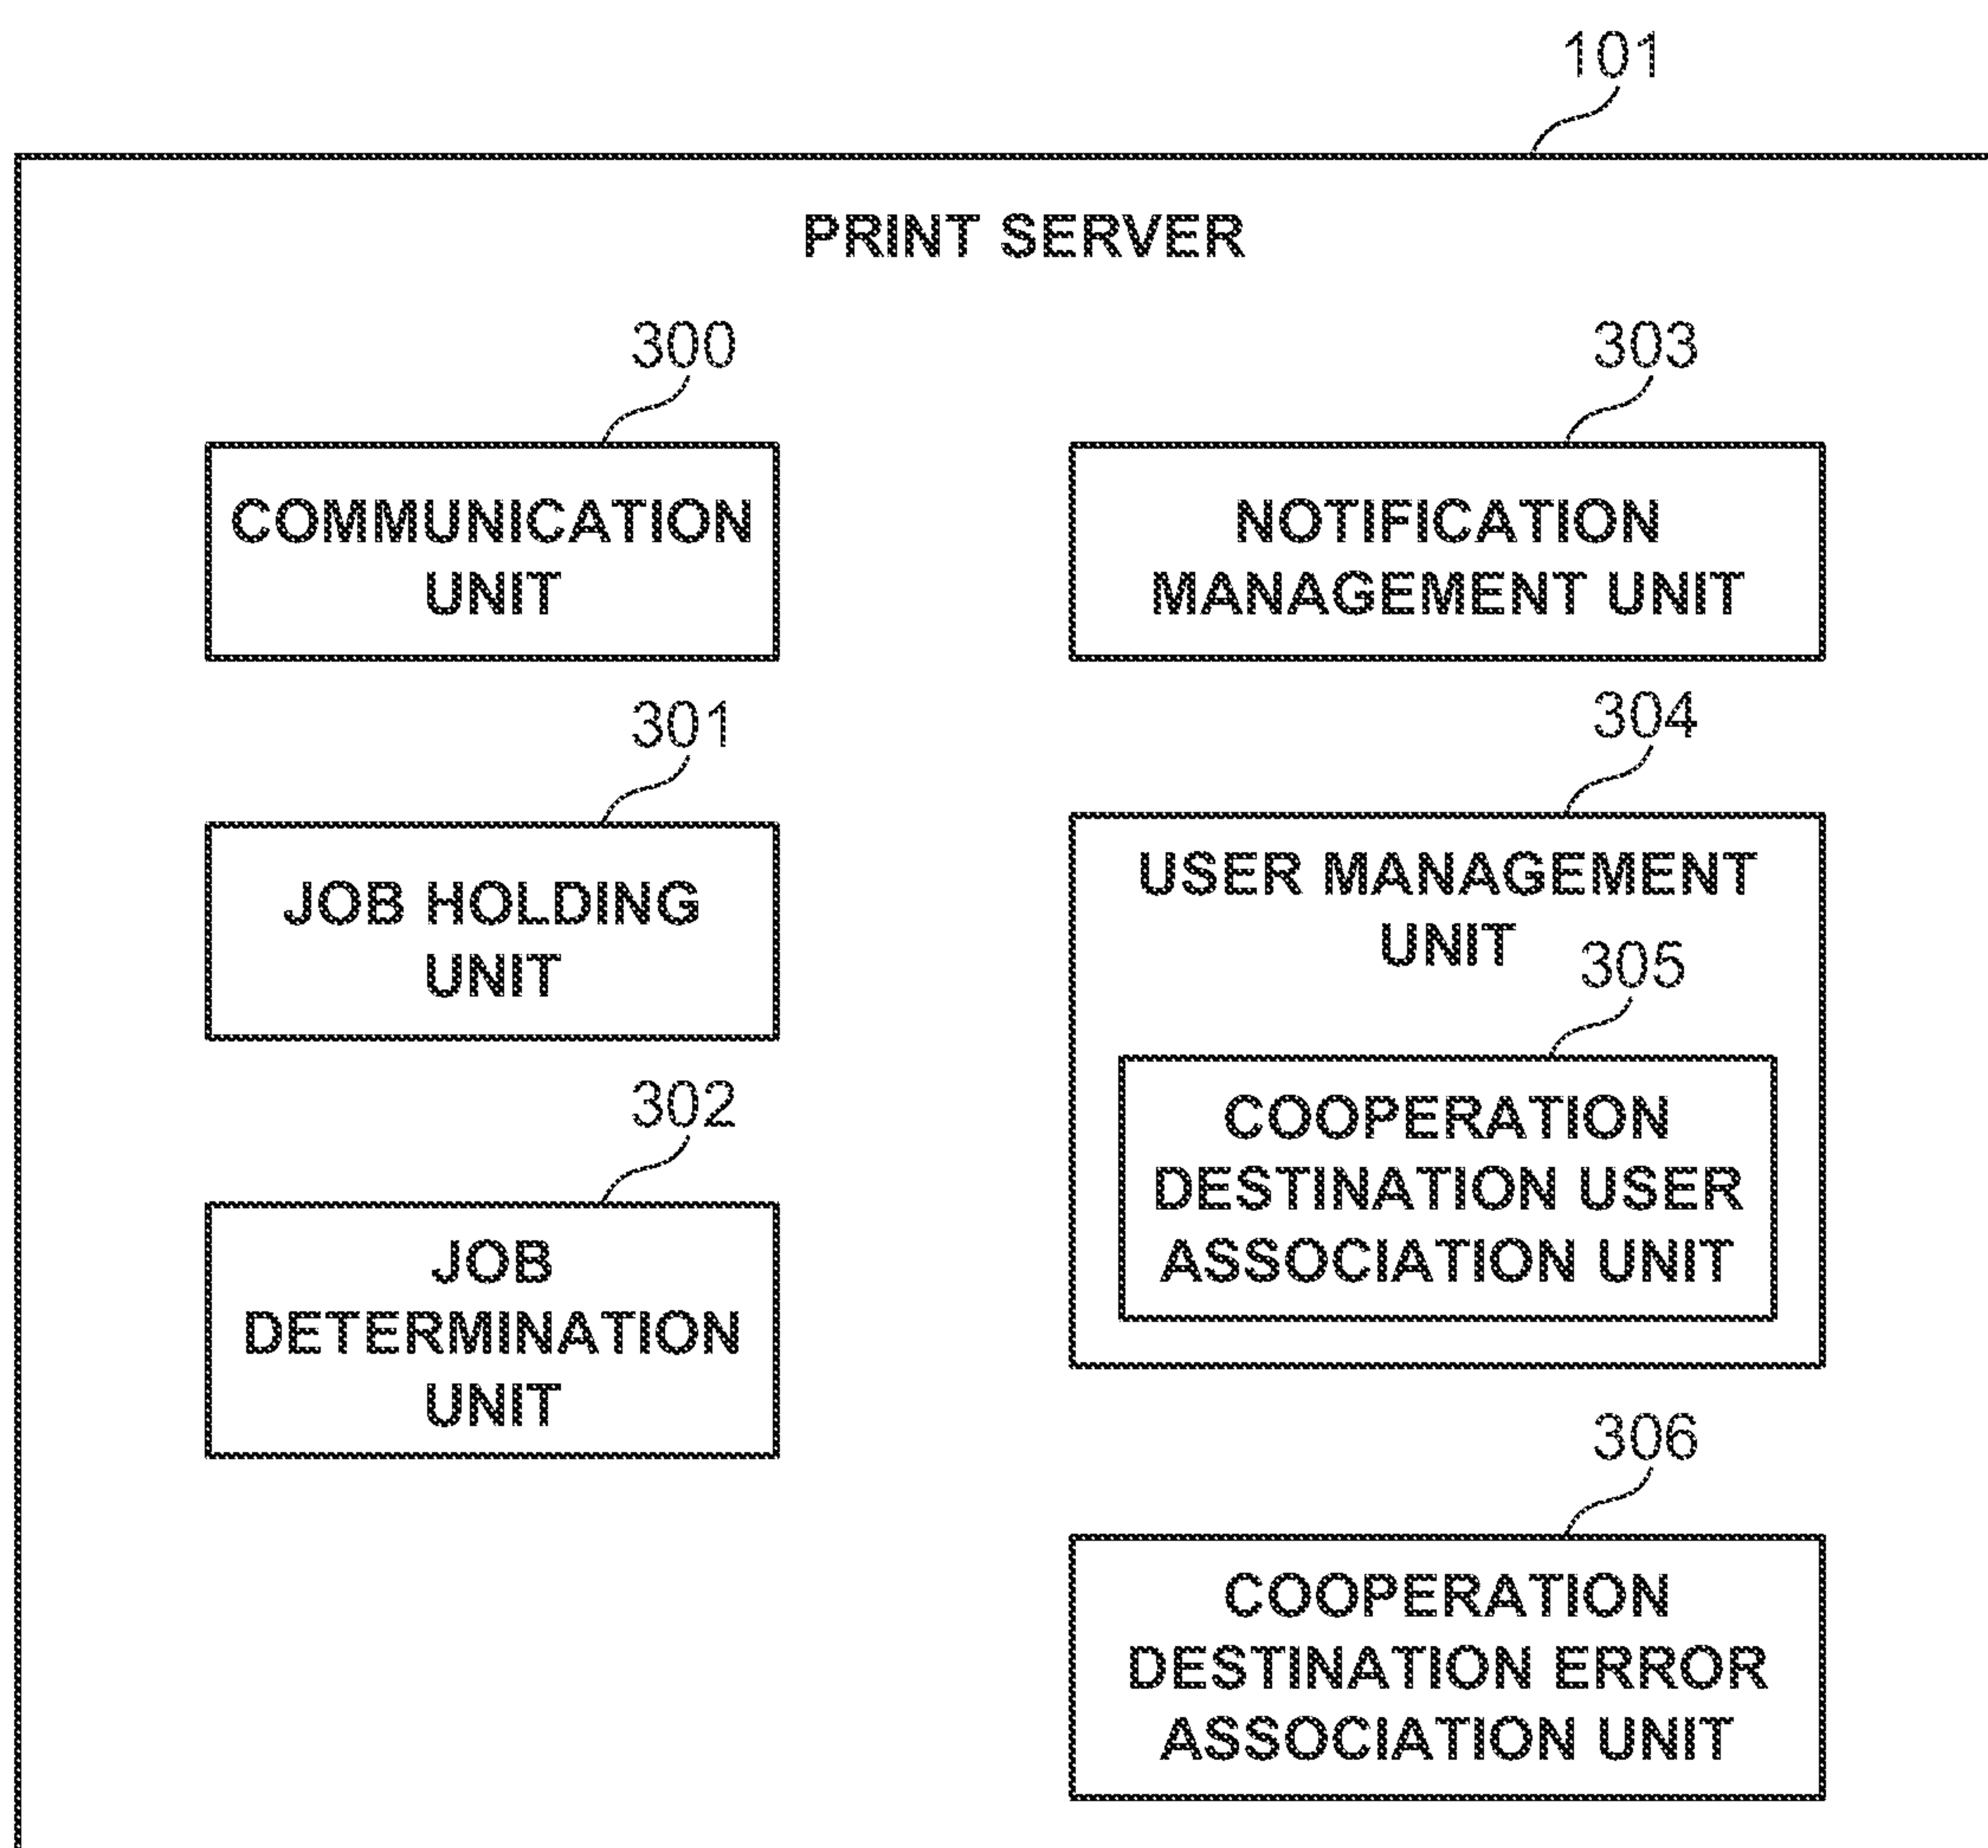 101
PRINT SERVER
300
COMMUNICATION
UNIT
301
JOB HOLDING
UNIT
302
JOB
DETERMINATION
UNIT
303
NOTIFICATION
MANAGEMENT UNIT
304
USER MANAGEMENT
UNIT
305
COOPERATION
DESTINATION USER
ASSOCIATION UNIT
306
COOPERATION
DESTINATION ERROR
ASSOCIATION UNIT